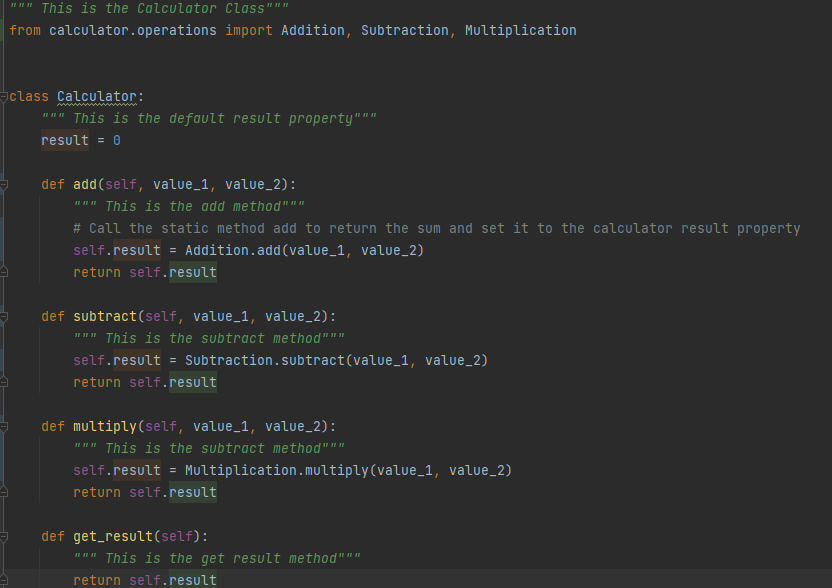 """ This is the Calculator Class"""
from calculator.operations import Addition, Subtraction, Multiplication
class Calculator:
    """ This is the default result property"""
    result = 0
    def add(self, value_1, value_2):
        """ This is the add method"""
        # Call the static method add to return the sum and set it to the calculator result property
        self.result = Addition.add(value_1, value_2)
        return self.result
    def subtract(self, value_1, value_2):
        """ This is the subtract method"""
        self.result = Subtraction.subtract(value_1, value_2)
        return self.result
    def multiply(self, value_1, value_2):
        """ This is the subtract method"""
        self.result = Multiplication.multiply(value_1, value_2)
        return self.result
    def get_result(self):
        """ This is the get result method"""
        return self.result